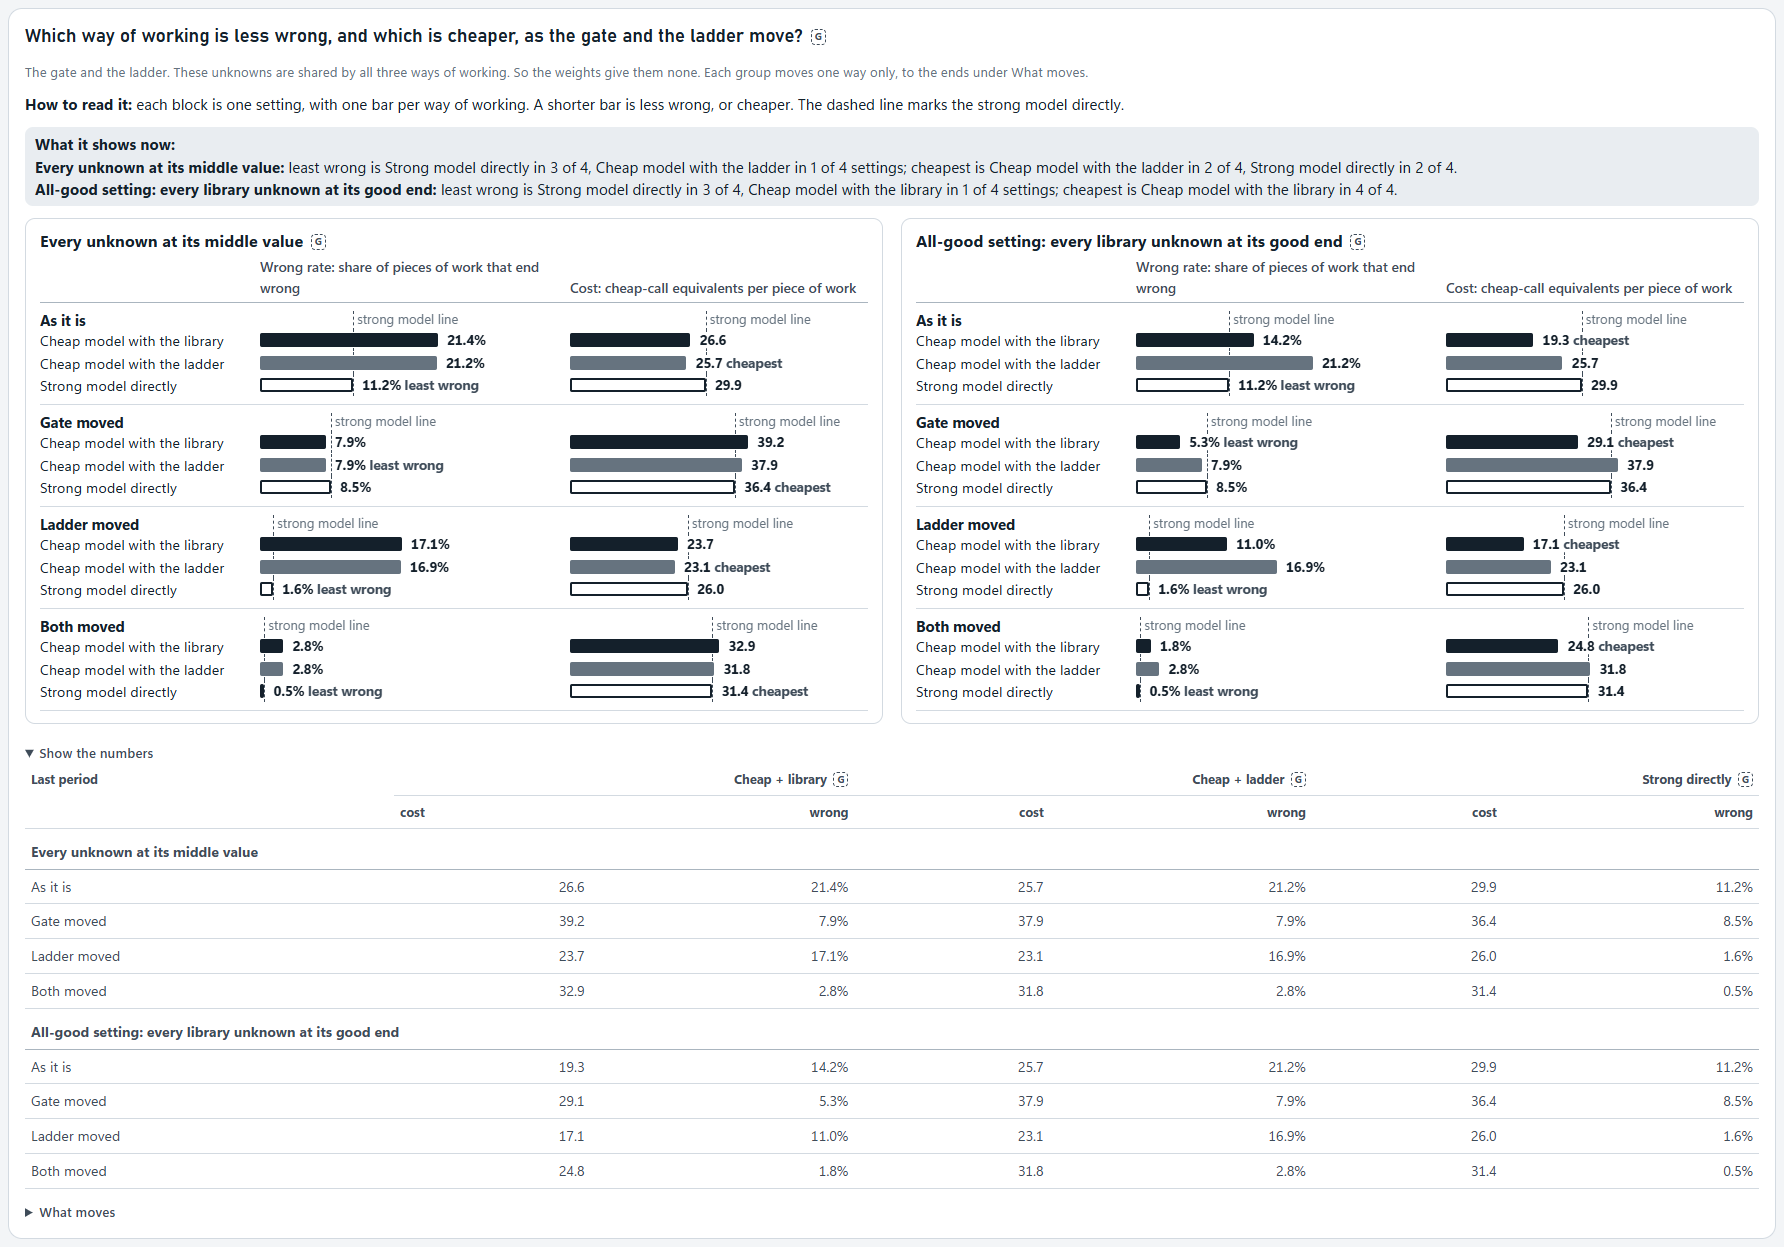 Which way of working is less wrong, and which is cheaper, as the gate and the ladder move? G
The gate and the ladder. These unknowns are shared by all three ways of working. So the weights give them none. Each group moves one way only, to the ends under What moves.
How to read it: each block is one setting, with one bar per way of working. A shorter bar is less wrong, or cheaper. The dashed line marks the strong model directly.
What it shows now:
Every unknown at its middle value: least wrong is Strong model directly in 3 of 4, Cheap model with the ladder in 1 of 4 settings; cheapest is Cheap model with the ladder in 2 of 4, Strong model directly in 2 of 4.
All-good setting: every library unknown at its good end: least wrong is Strong model directly in 3 of 4, Cheap model with the library in 1 of 4 settings; cheapest is Cheap model with the library in 4 of 4.
Every unknown at its middle value G
Wrong rate: share of pieces of work that end
wrong
Cost: cheap-call equivalents per piece of work
As it is strong model line strong model line
Cheap model with the library 21.4% 26.6
Cheap model with the ladder 21.2% 25.7 cheapest
Strong model directly 11.2% least wrong 29.9
Gate moved strong model line strong model line
Cheap model with the library 7.9% 39.2
Cheap model with the ladder 7.9% least wrong 37.9
Strong model directly 8.5% 36.4 cheapest
Ladder moved strong model line strong model line
Cheap model with the library 17.1% 23.7
Cheap model with the ladder 16.9% 23.1 cheapest
Strong model directly 1.6% least wrong 26.0
Both moved strong model line strong model line
Cheap model with the library 2.8% 32.9
Cheap model with the ladder 2.8% 31.8
Strong model directly 0.5% least wrong 31.4 cheapest
All-good setting: every library unknown at its good end G
Wrong rate: share of pieces of work that end
wrong
Cost: cheap-call equivalents per piece of work
As it is strong model line strong model line
Cheap model with the library 14.2% 19.3 cheapest
Cheap model with the ladder 21.2% 25.7
Strong model directly 11.2% least wrong 29.9
Gate moved strong model line strong model line
Cheap model with the library 5.3% least wrong 29.1 cheapest
Cheap model with the ladder 7.9% 37.9
Strong model directly 8.5% 36.4
Ladder moved strong model line strong model line
Cheap model with the library 11.0% 17.1 cheapest
Cheap model with the ladder 16.9% 23.1
Strong model directly 1.6% least wrong 26.0
Both moved strong model line strong model line
Cheap model with the library 1.8% 24.8 cheapest
Cheap model with the ladder 2.8% 31.8
Strong model directly 0.5% least wrong 31.4
▼ Show the numbers
Last period Cheap + library G Cheap + ladder G Strong directly G
cost wrong cost wrong cost wrong
Every unknown at its middle value
As it is 26.6 21.4% 25.7 21.2% 29.9 11.2%
Gate moved 39.2 7.9% 37.9 7.9% 36.4 8.5%
Ladder moved 23.7 17.1% 23.1 16.9% 26.0 1.6%
Both moved 32.9 2.8% 31.8 2.8% 31.4 0.5%
All-good setting: every library unknown at its good end
As it is 19.3 14.2% 25.7 21.2% 29.9 11.2%
Gate moved 29.1 5.3% 37.9 7.9% 36.4 8.5%
Ladder moved 17.1 11.0% 23.1 16.9% 26.0 1.6%
Both moved 24.8 1.8% 31.8 2.8% 31.4 0.5%
▶ What moves